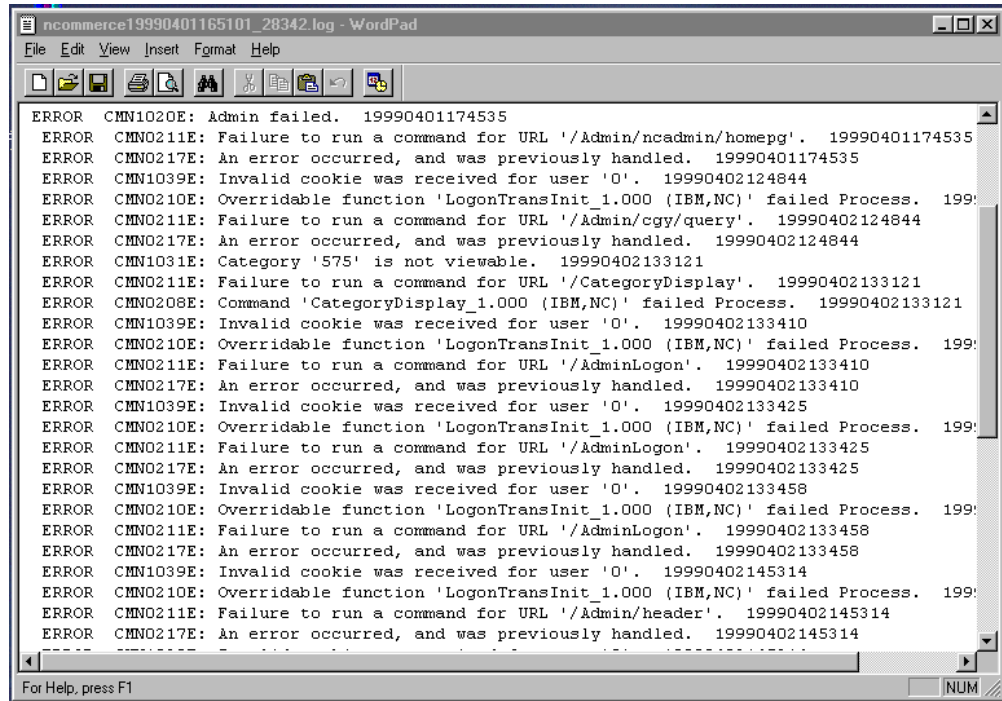 ncommerce19990401165101_28342.log - WordPad
File Edit View Insert Format Help
ERROR CMN1020E: Admin failed. 19990401174535
ERROR CMN0211E: Failure to run a command for URL '/Admin/ncadmin/homepg'. 19990401174535
ERROR CMN0217E: An error occurred, and was previously handled. 19990401174535
ERROR CMN1039E: Invalid cookie was received for user '0'. 19990402124844
ERROR CMN0210E: Overridable function 'LogonTransInit_1.000 (IBM,NC)' failed Process. 199
ERROR CMN0211E: Failure to run a command for URL '/Admin/cgy/query'. 19990402124844
ERROR CMN0217E: An error occurred, and was previously handled. 19990402124844
ERROR CMN1031E: Category '575' is not viewable. 19990402133121
ERROR CMN0211E: Failure to run a command for URL '/CategoryDisplay'. 19990402133121
ERROR CMN0208E: Command 'CategoryDisplay_1.000 (IBM,NC)' failed Process. 19990402133121
ERROR CMN1039E: Invalid cookie was received for user '0'. 19990402133410
ERROR CMN0210E: Overridable function 'LogonTransInit_1.000 (IBM,NC)' failed Process. 199
ERROR CMN0211E: Failure to run a command for URL '/AdminLogon'. 19990402133410
ERROR CMN0217E: An error occurred, and was previously handled. 19990402133410
ERROR CMN1039E: Invalid cookie was received for user '0'. 19990402133425
ERROR CMN0210E: Overridable function 'LogonTransInit_1.000 (IBM,NC)' failed Process. 199
ERROR CMN0211E: Failure to run a command for URL '/AdminLogon'. 19990402133425
ERROR CMN0217E: An error occurred, and was previously handled. 19990402133425
ERROR CMN1039E: Invalid cookie was received for user '0'. 19990402133458
ERROR CMN0210E: Overridable function 'LogonTransInit_1.000 (IBM,NC)' failed Process. 199
ERROR CMN0211E: Failure to run a command for URL '/AdminLogon'. 19990402133458
ERROR CMN0217E: An error occurred, and was previously handled. 19990402133458
ERROR CMN1039E: Invalid cookie was received for user '0'. 19990402145314
ERROR CMN0210E: Overridable function 'LogonTransInit_1.000 (IBM,NC)' failed Process. 199
ERROR CMN0211E: Failure to run a command for URL '/Admin/header'. 19990402145314
ERROR CMN0217E: An error occurred, and was previously handled. 19990402145314
For Help, press F1
NUM